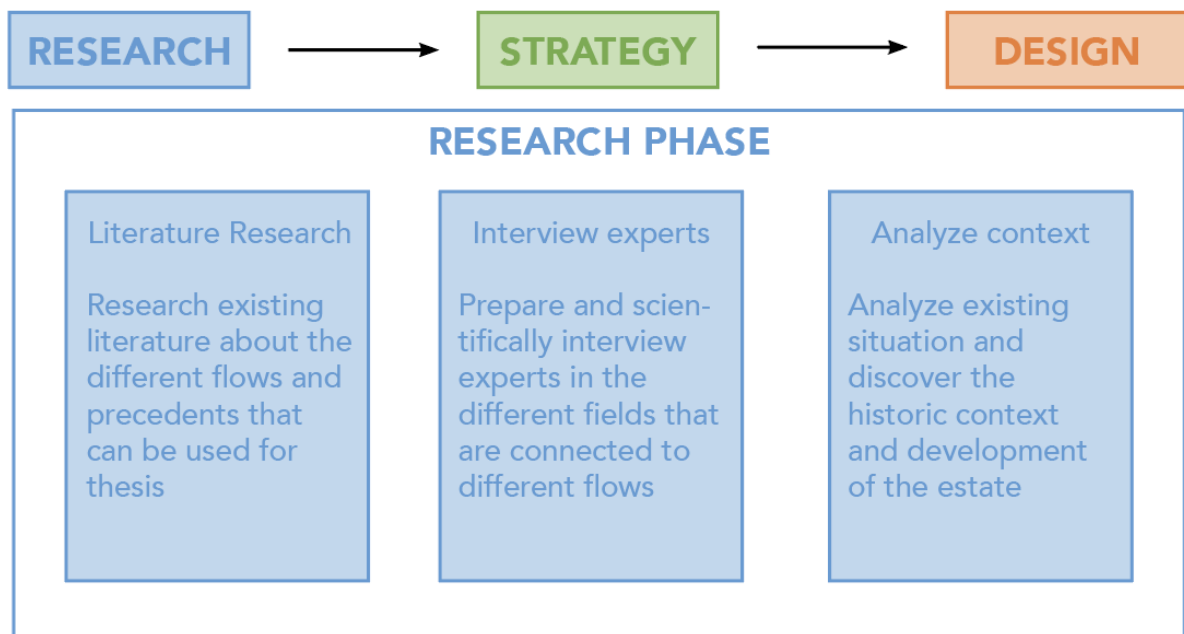 RESEARCH
STRATEGY
DESIGN
RESEARCH PHASE
Literature Research
Research existing
literature about the
different flows and
precedents that
can be used for
thesis
Interview experts
Prepare and scien-
tifically interview
experts in the
different fields that
are connected to
different flows
Analyze context
Analyze existing
situation and
discover the
historic context
and development
of the estate